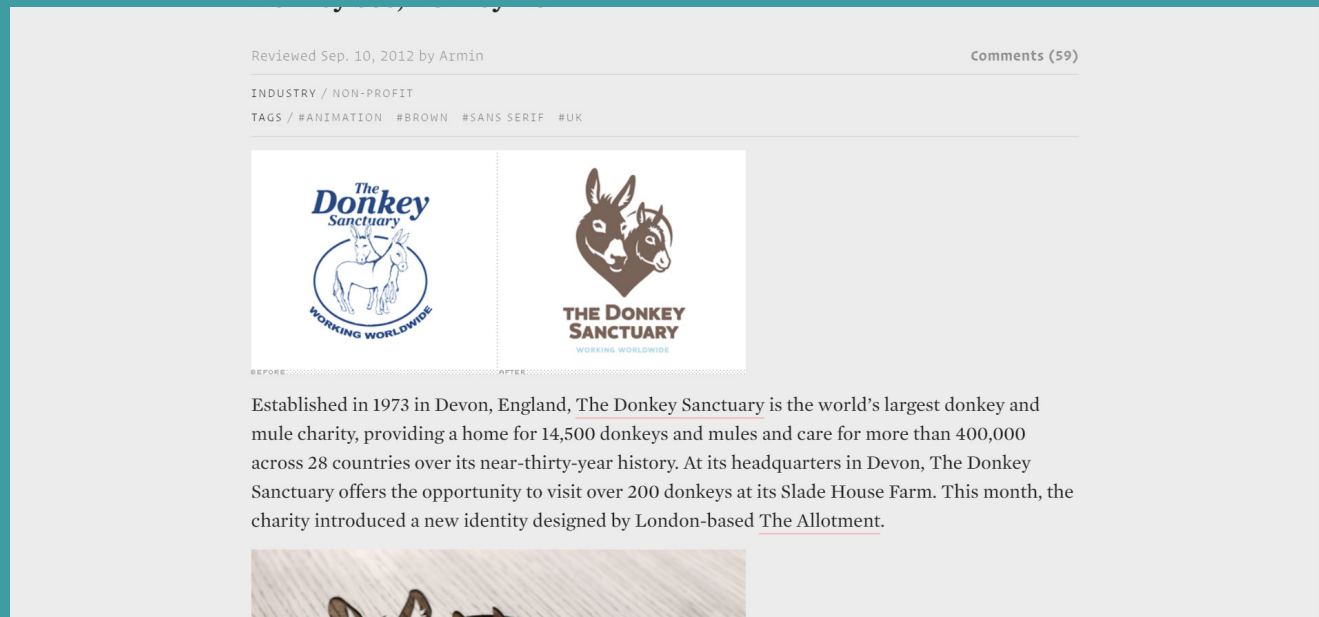 Reviewed Sep. 10, 2012 by Armin
Comments (59)
INDUSTRY / NON-PROFIT
TAGS / #ANIMATION #BROWN #SANS SERIF #UK
The
Donkey
Sanctuary
WORKING WORLDWIDE
THE DONKEY
SANCTUARY
WORKING WORLDWIDE
BEFORE
AFTER
Established in 1973 in Devon, England, The Donkey Sanctuary is the world’s largest donkey and
mule charity, providing a home for 14,500 donkeys and mules and care for more than 400,000
across 28 countries over its near-thirty-year history. At its headquarters in Devon, The Donkey
Sanctuary offers the opportunity to visit over 200 donkeys at its Slade House Farm. This month, the
charity introduced a new identity designed by London-based The Allotment.